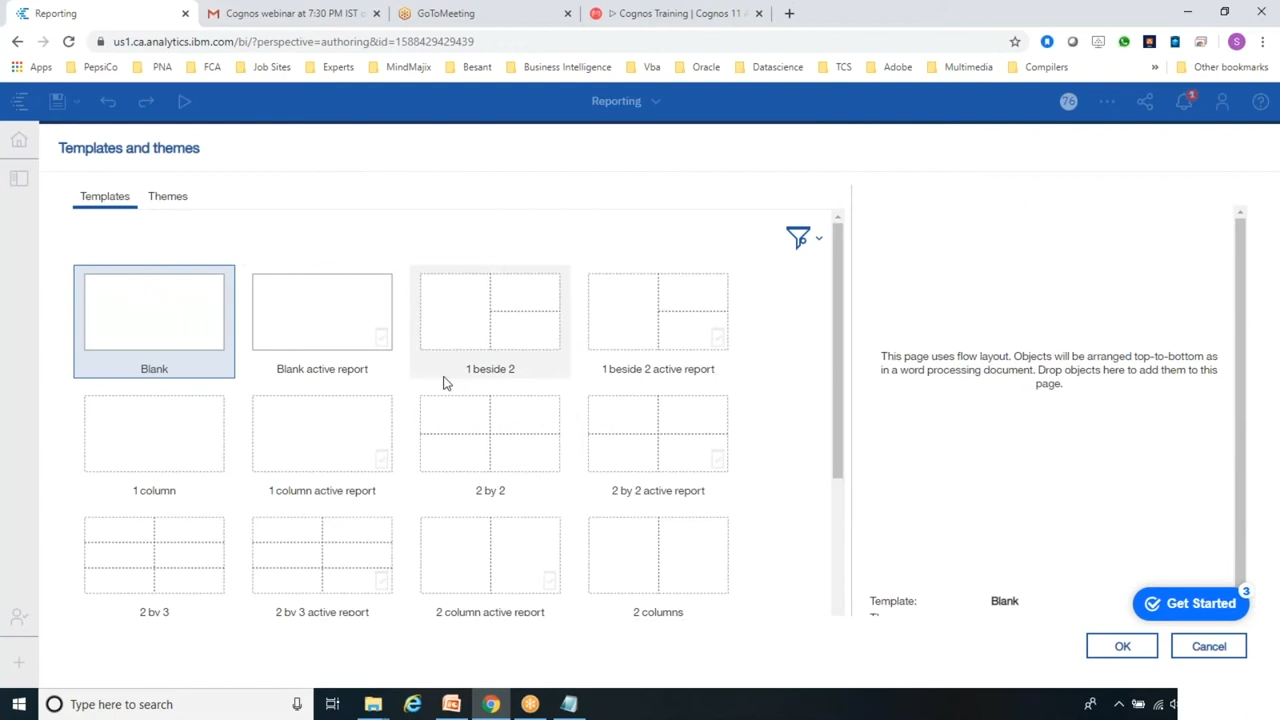 Reporting
Cognos webinar at 7:30 PM IST
GoToMeeting
Cognos Training | Cognos 11
us1.ca.analytics.ibm.com/bi/?perspective=authoring&id=1588429429439
S
Apps PepsiCo PNA FCA Job Sites Experts MindMajix Besant Business Intelligence Vba Oracle Datascience TCS Adobe Multimedia Compilers » Other bookmarks
Reporting
76
1
Templates and themes
Templates Themes
Blank
Blank active report
1 beside 2
1 beside 2 active report
1 column
1 column active report
2 by 2
2 by 2 active report
2 by 3
2 by 3 active report
2 column active report
2 columns
This page uses flow layout. Objects will be arranged top-to-bottom as
in a word processing document. Drop objects here to add them to this
page.
Template: Blank
Get Started
3
OK
Cancel
Type here to search